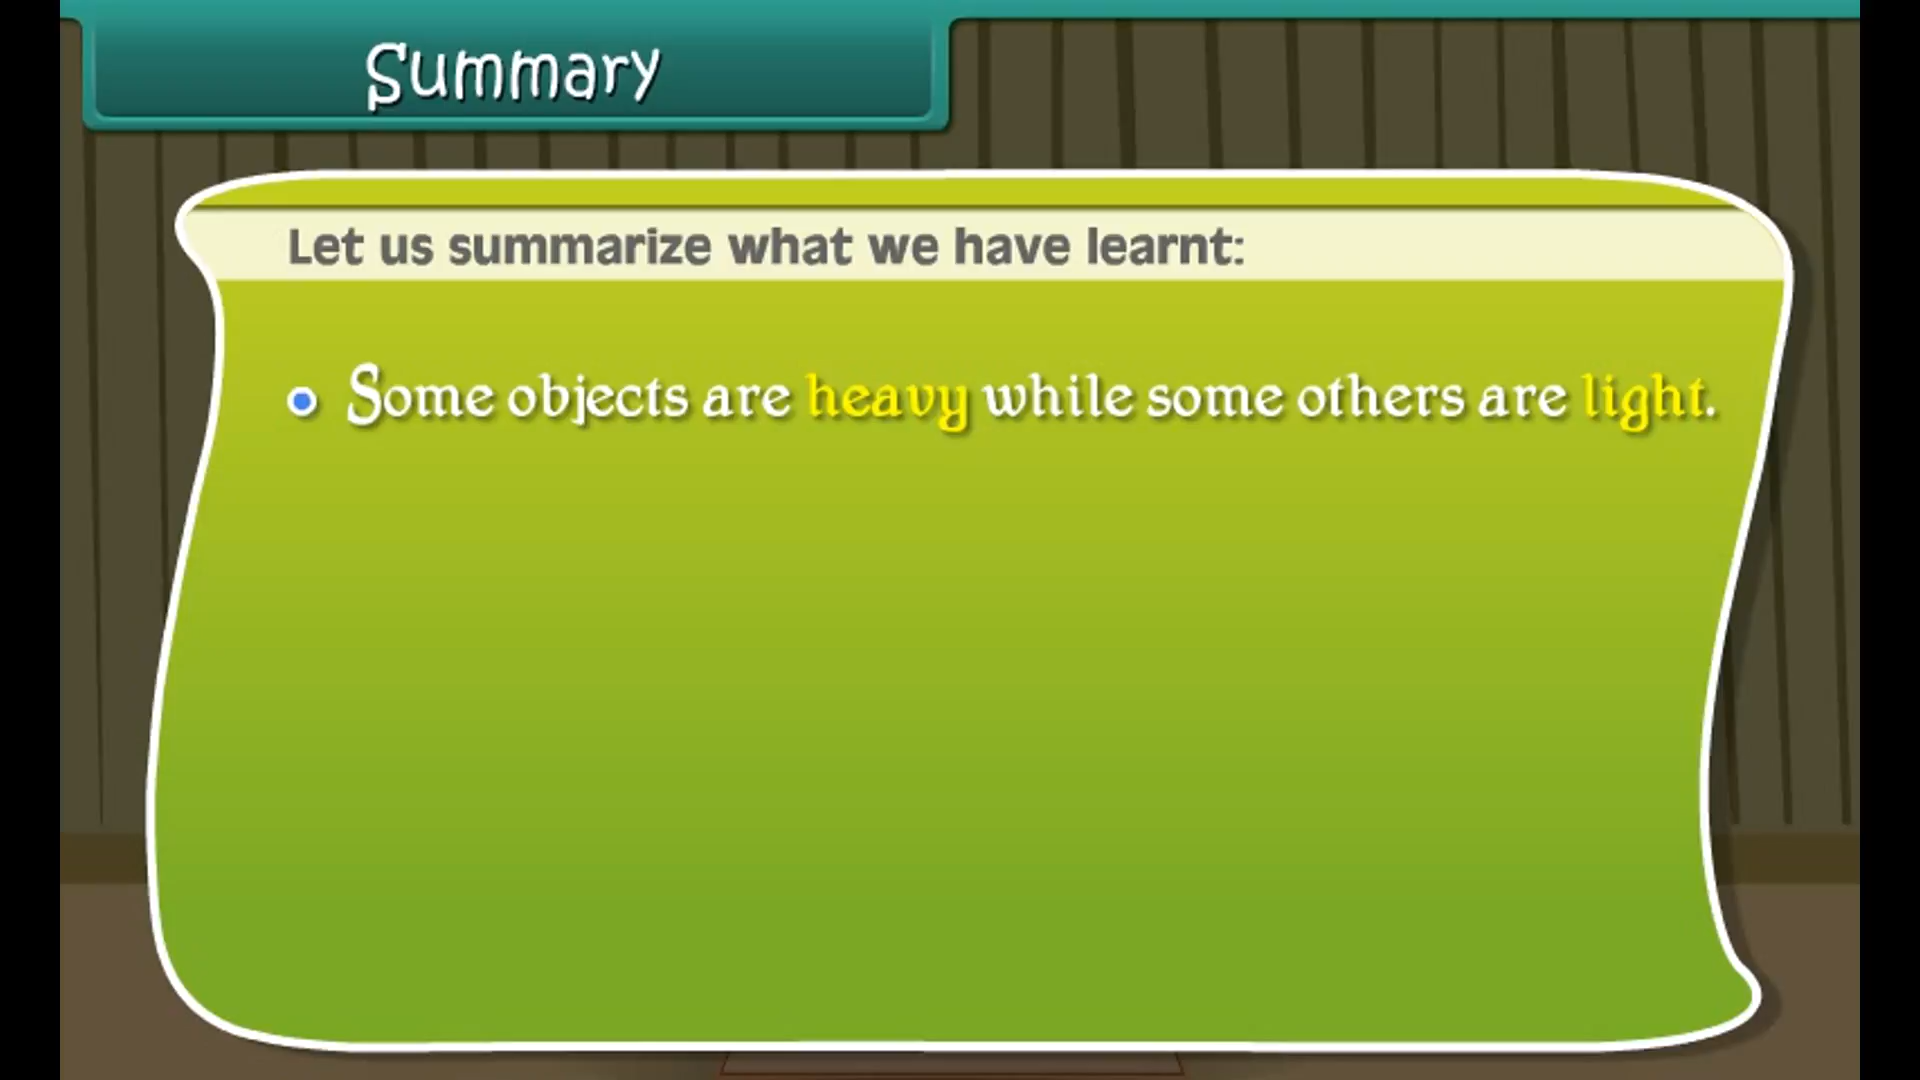 Summary
Let us summarize what we have learnt:
Some objects are heavy while some others are light.